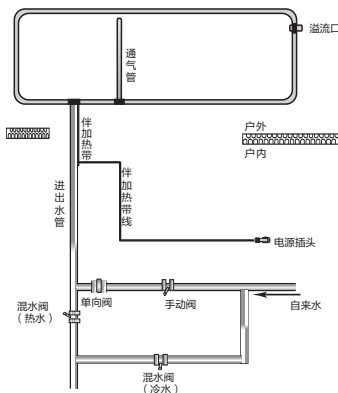 溢流口
通气管
伴加热带
户外
户内
伴加热带线
进出水管
电源插头
单向阀
手动阀
自来水
混水阀
（热水）
混水阀
（冷水）